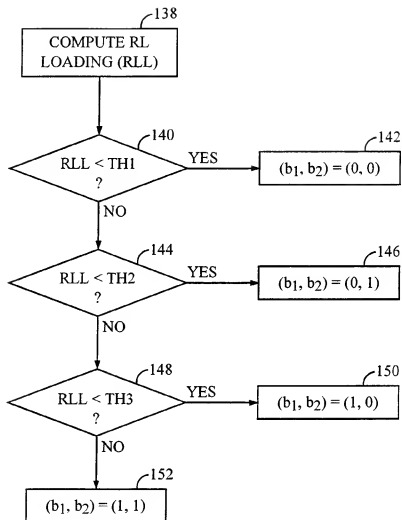 138
COMPUTE RL
LOADING (RLL)
140
RLL < TH1
?
YES
142
(b₁, b₂) = (0, 0)
NO
144
RLL < TH2
?
YES
146
(b₁, b₂) = (0, 1)
NO
148
RLL < TH3
?
YES
150
(b₁, b₂) = (1, 0)
NO
152
(b₁, b₂) = (1, 1)